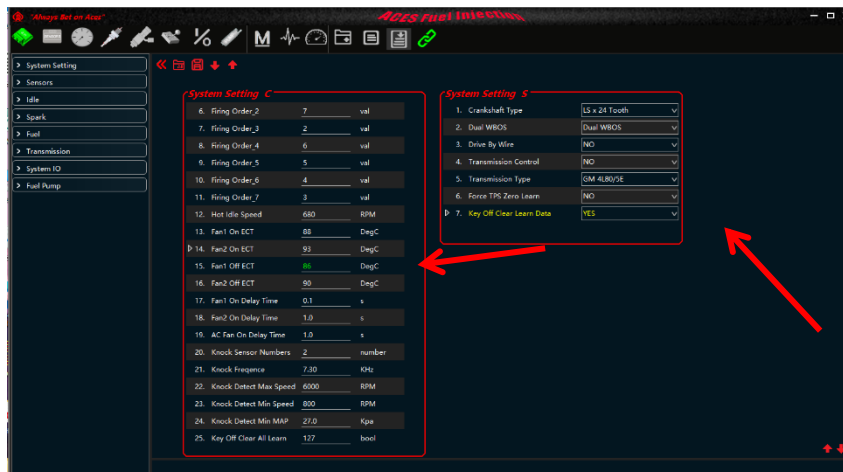 "Always Bet on Aces"
ACES Fuel Injection
M
System Setting
Sensors
Idle
Spark
Fuel
Transmission
System IO
Fuel Pump
System Setting C
6. Firing Order_2 7 val
7. Firing Order_3 2 val
8. Firing Order_4 6 val
9. Firing Order_5 5 val
10. Firing Order_6 4 val
11. Firing Order_7 3 val
12. Hot Idle Speed 680 RPM
13. Fan1 On ECT 88 DegC
14. Fan2 On ECT 93 DegC
15. Fan1 Off ECT 86 DegC
16. Fan2 Off ECT 90 DegC
17. Fan1 On Delay Time 0.1 s
18. Fan2 On Delay Time 1.0 s
19. AC Fan On Delay Time 1.0 s
20. Knock Sensor Numbers 2 number
21. Knock Freqence 7.30 KHz
22. Knock Detect Max Speed 6000 RPM
23. Knock Detect Min Speed 800 RPM
24. Knock Detect Min MAP 27.0 Kpa
25. Key Off Clear All Learn 127 bool
System Setting S
1. Crankshaft Type LS x 24 Tooth
2. Dual WBOS Dual WBOS
3. Drive By Wire NO
4. Transmission Control NO
5. Transmission Type GM 4L80/5E
6. Force TPS Zero Learn NO
7. Key Off Clear Learn Data YES